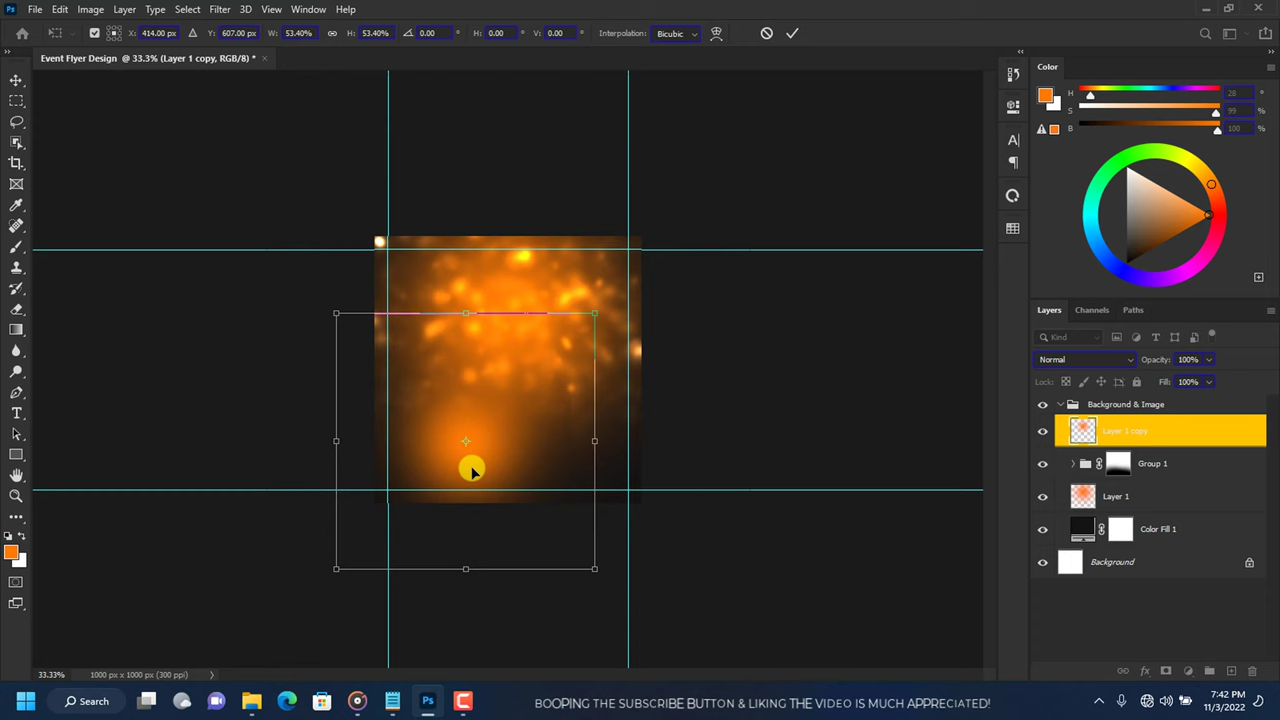 File Edit Image Layer Type Select Filter 3D View Window Help
X: 414.00 px Y: 607.00 px W: 53.40% H: 53.40% 0.00 ° H: 0.00 ° V: 0.00 ° Interpolation: Bicubic
Event Flyer Design @ 33.3% (Layer 1 copy, RGB/8) *
Color
H 28 °
S 99 %
B 100 %
Layers Channels Paths
Kind
Normal Opacity: 100%
Lock: Fill: 100%
Background & Image
Layer 1 copy
Group 1
Layer 1
Color Fill 1
Background
33.33% 1000 px x 1000 px (300 ppi)
Search
BOOPING THE SUBSCRIBE BUTTON & LIKING THE VIDEO IS MUCH APPRECIATED!
7:42 PM
11/3/2022